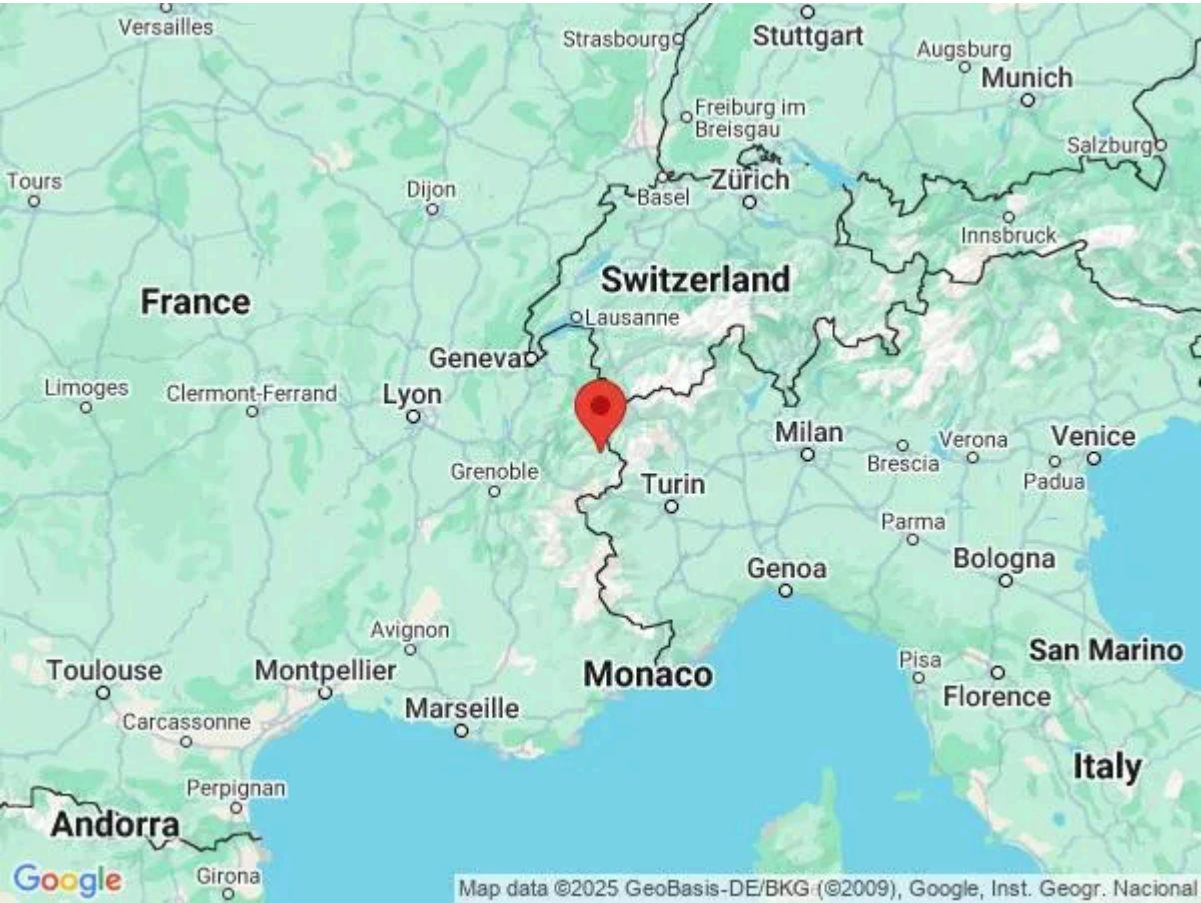 Versailles
Strasbourg
Stuttgart
Augsburg
Munich
Freiburg im
Breisgau
Salzburg
Tours
Dijon
Basel
Zürich
Innsbruck
France
Switzerland
Lausanne
Geneva
Limoges
Clermont-Ferrand
Lyon
Milan
Brescia
Verona
Venice
Padua
Grenoble
Turin
Parma
Bologna
Genoa
Avignon
Toulouse
Montpellier
Monaco
Pisa
San Marino
Florence
Marseille
Carcassonne
Italy
Perpignan
Andorra
Girona
Google
Map data ©2025 GeoBasis-DE/BKG (©2009), Google, Inst. Geogr. Nacional